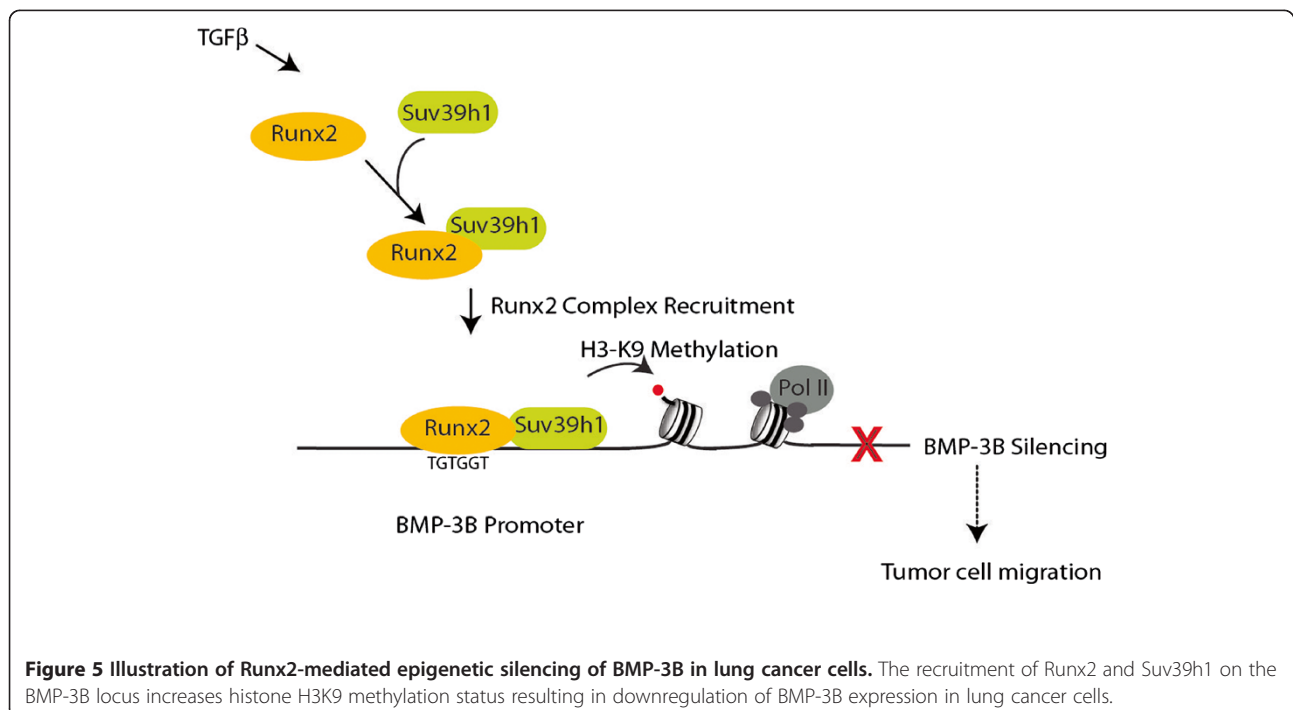 TGFβ
Suv39h1
Runx2
Suv39h1
Runx2
Runx2 Complex Recruitment
H3-K9 Methylation
Pol II
Runx2
Suv39h1
TGTGGT
BMP-3B Silencing
BMP-3B Promoter
Tumor cell migration
Figure 5 Illustration of Runx2-mediated epigenetic silencing of BMP-3B in lung cancer cells. The recruitment of Runx2 and Suv39h1 on the
BMP-3B locus increases histone H3K9 methylation status resulting in downregulation of BMP-3B expression in lung cancer cells.